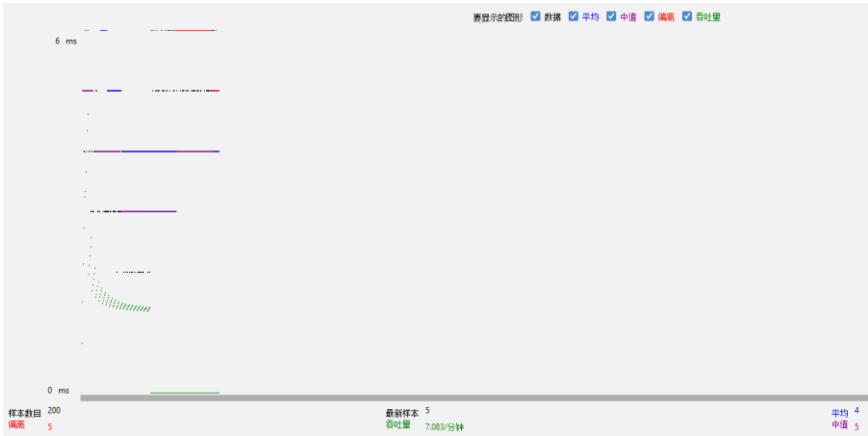 要显示的图形 数据 平均 中值 偏离 吞吐量
6 ms
0 ms
样本数目 200 最新样本 5 平均 4
偏离 5 吞吐量 7.083/分钟 中值 5